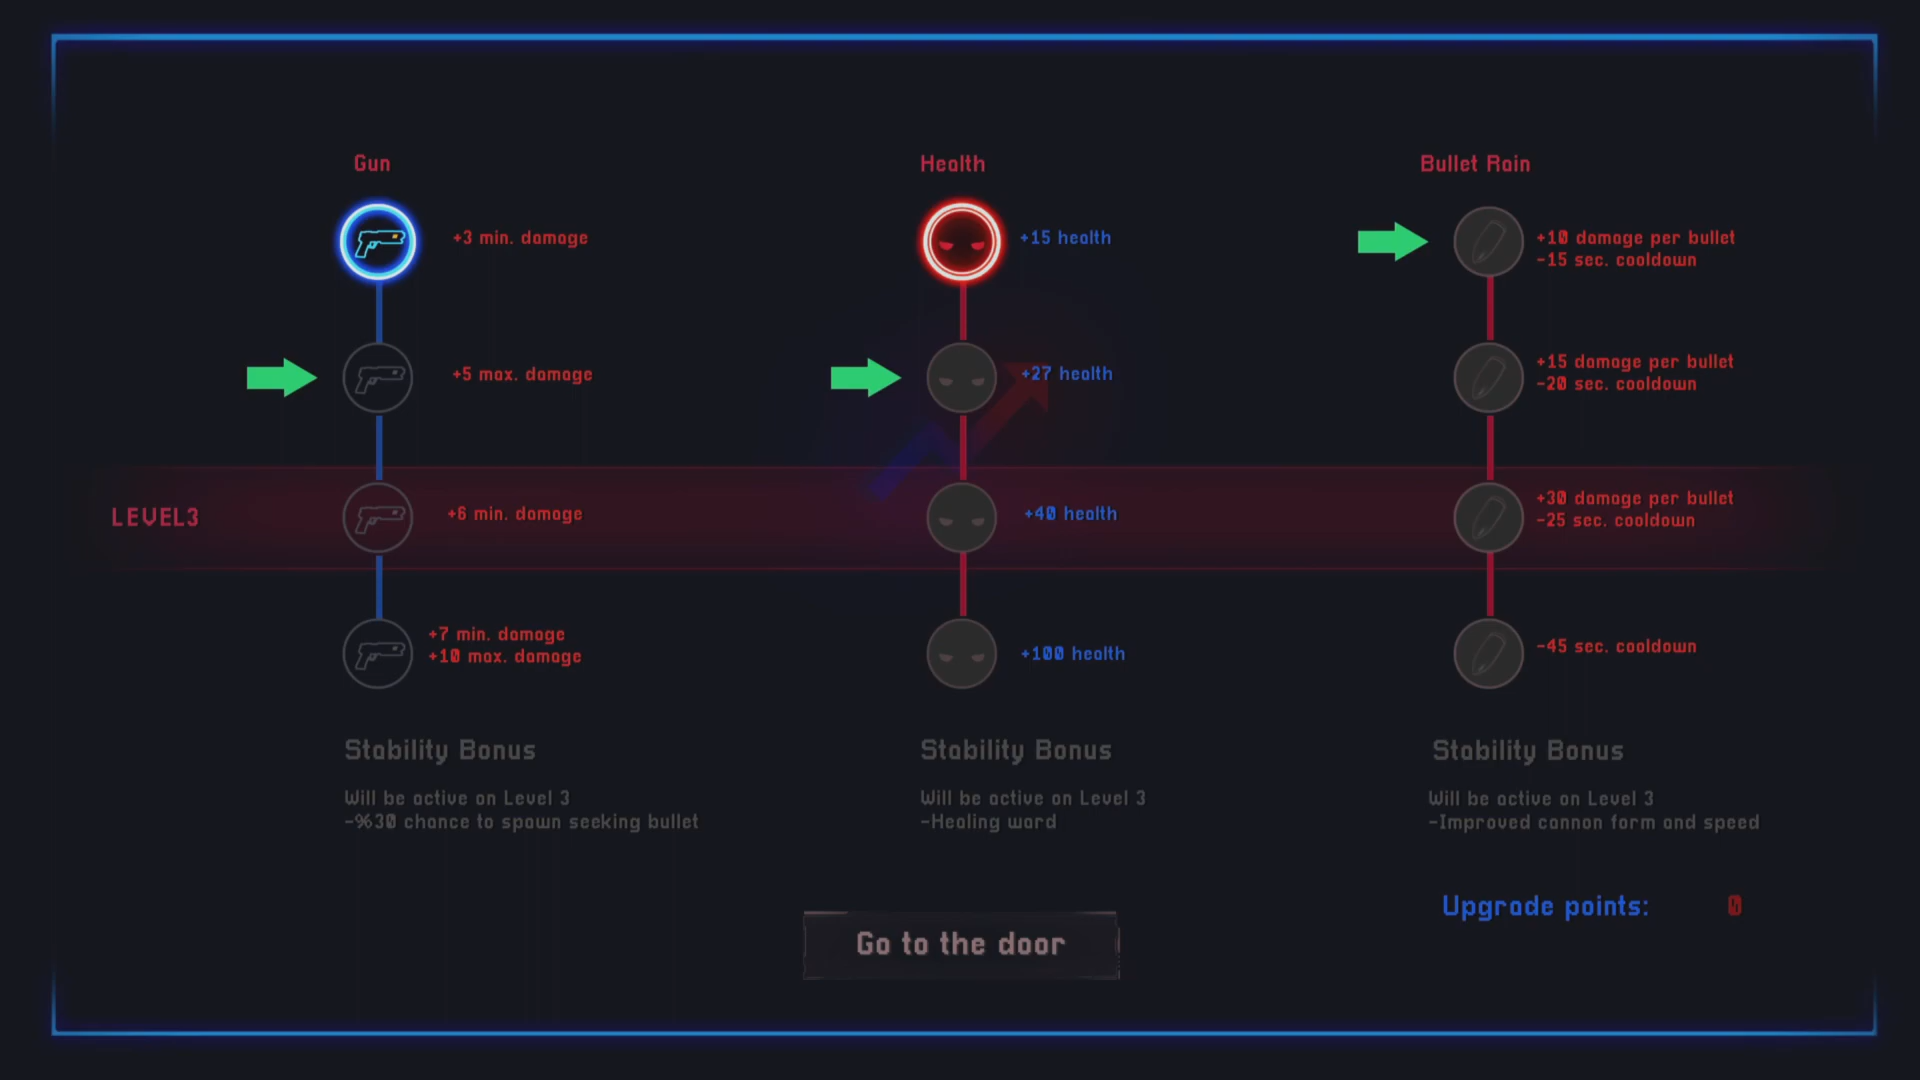 Gun
+3 min. damage
+5 max. damage
LEVEL3
+6 min. damage
+7 min. damage
+10 max. damage
Stability Bonus
Will be active on Level 3
-%30 chance to spawn seeking bullet
Health
+15 health
+27 health
+40 health
+100 health
Stability Bonus
Will be active on Level 3
-Healing ward
Bullet Rain
+10 damage per bullet
-15 sec. cooldown
+15 damage per bullet
-20 sec. cooldown
+30 damage per bullet
-25 sec. cooldown
-45 sec. cooldown
Stability Bonus
Will be active on Level 3
-Improved cannon form and speed
Upgrade points: 0
Go to the door